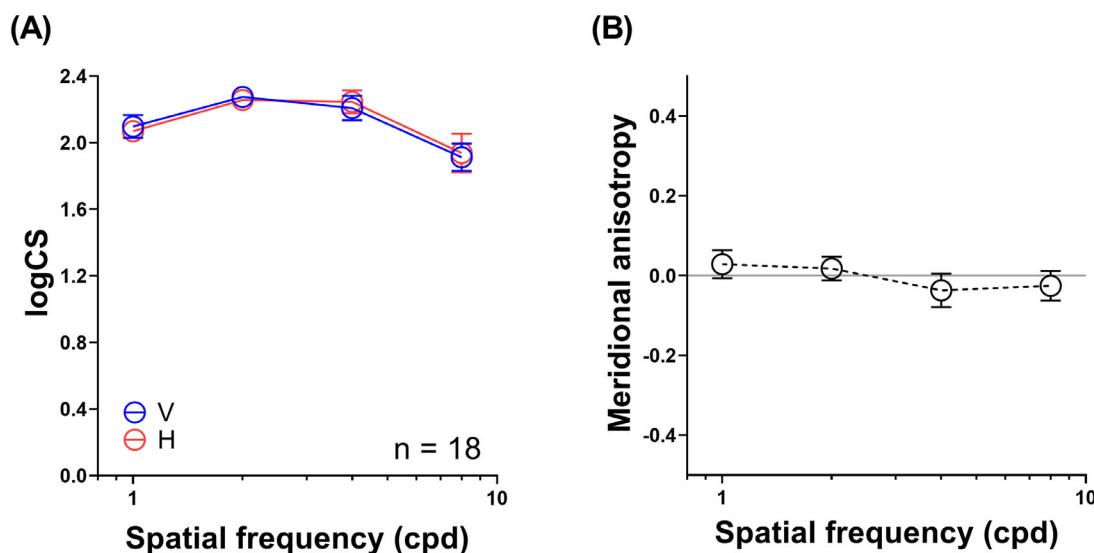 (A)
logCS
2.4
2.0
1.6
1.2
0.8
0.4
0.0
V
H
n = 18
1
10
Spatial frequency (cpd)
(B)
Meridional anisotropy
0.4
0.2
0.0
-0.2
-0.4
1
10
Spatial frequency (cpd)